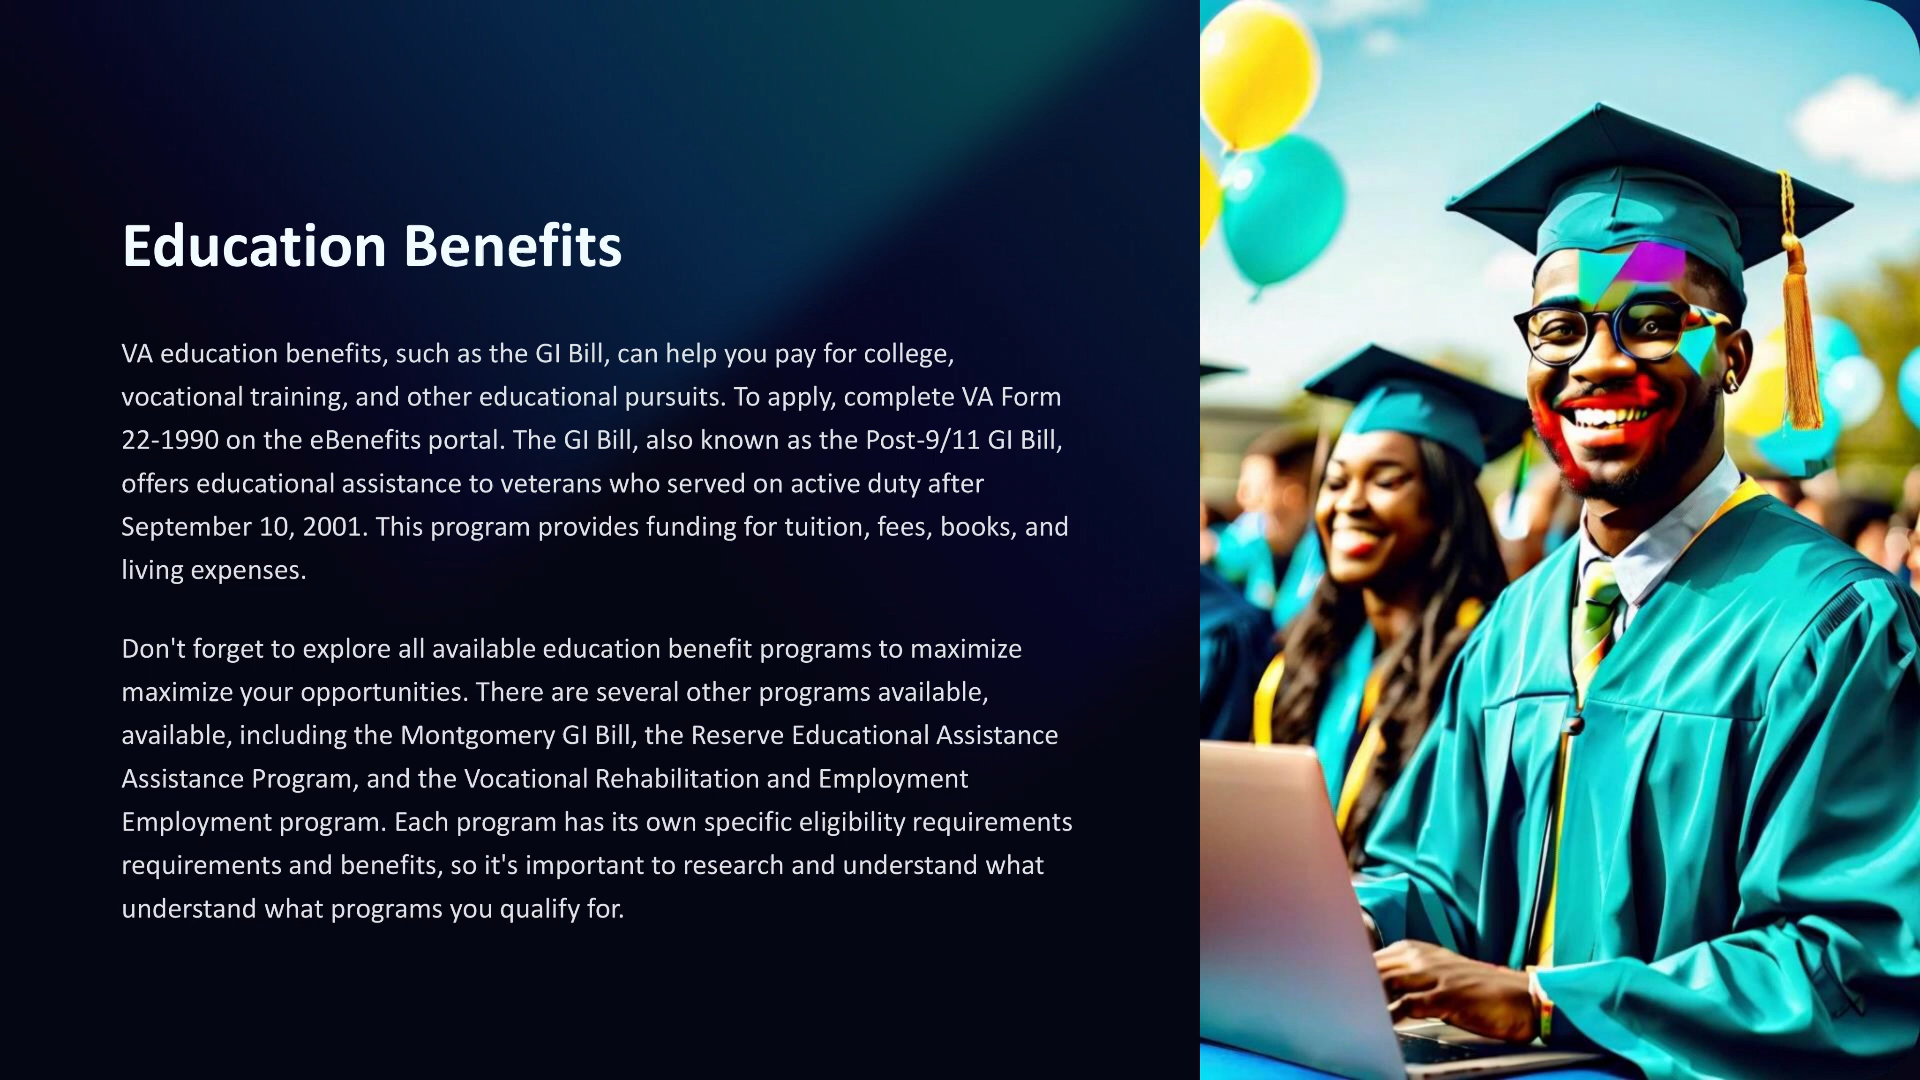 Education Benefits
VA education benefits, such as the GI Bill, can help you pay for college,
vocational training, and other educational pursuits. To apply, complete VA Form
22-1990 on the eBenefits portal. The GI Bill, also known as the Post-9/11 GI Bill,
offers educational assistance to veterans who served on active duty after
September 10, 2001. This program provides funding for tuition, fees, books, and
living expenses.
Don't forget to explore all available education benefit programs to maximize
maximize your opportunities. There are several other programs available,
available, including the Montgomery GI Bill, the Reserve Educational Assistance
Assistance Program, and the Vocational Rehabilitation and Employment
Employment program. Each program has its own specific eligibility requirements
requirements and benefits, so it's important to research and understand what
understand what programs you qualify for.